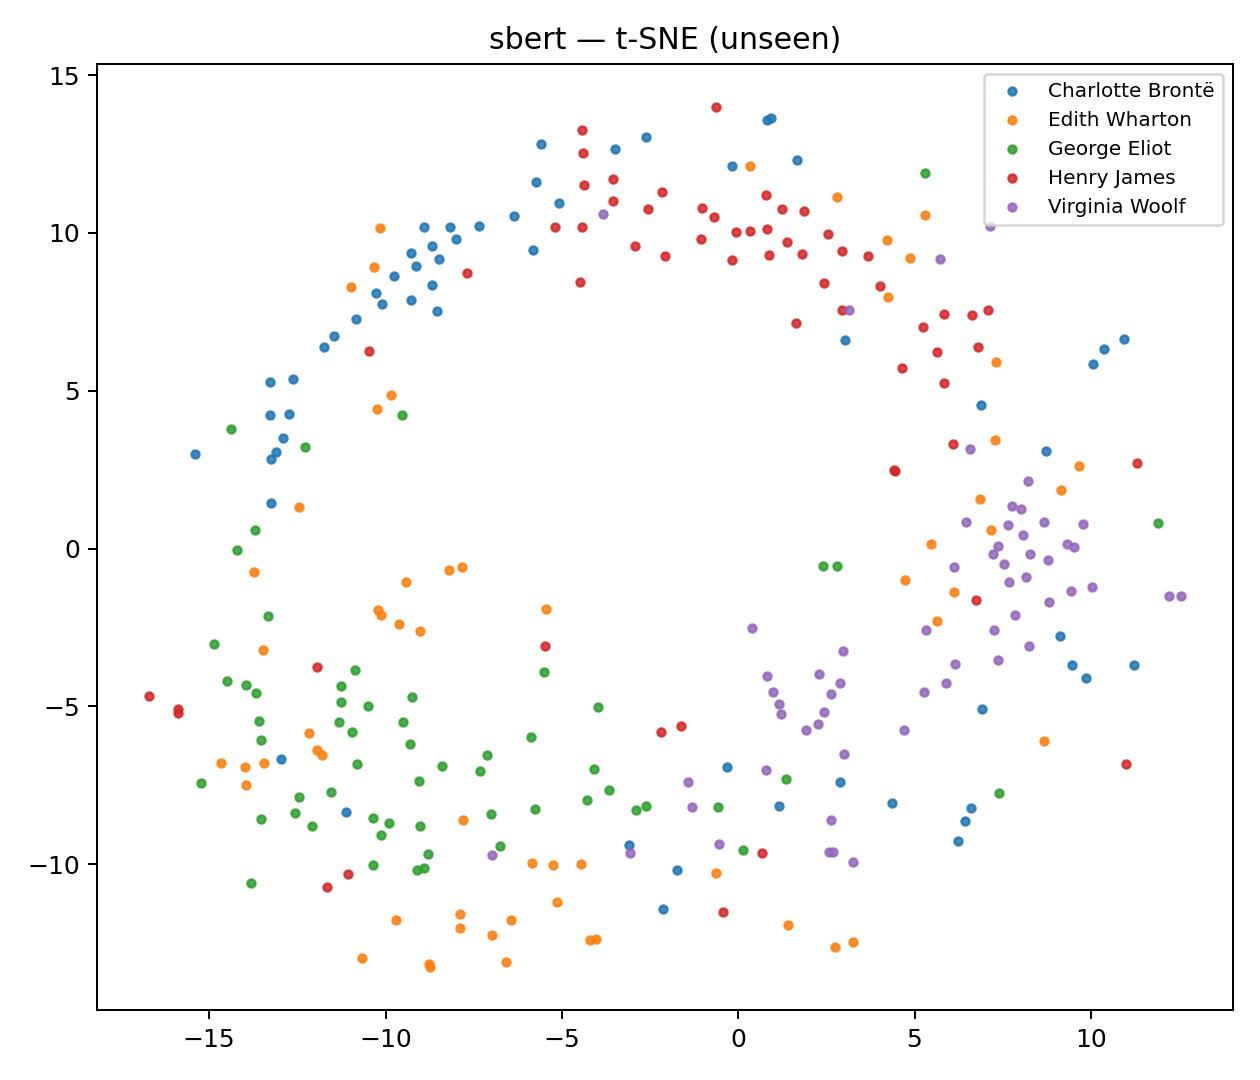 sbert — t-SNE (unseen)
Charlotte Brontë
Edith Wharton
George Eliot
Henry James
Virginia Woolf
15
10
5
0
−5
−10
−15
−10
−5
0
5
10